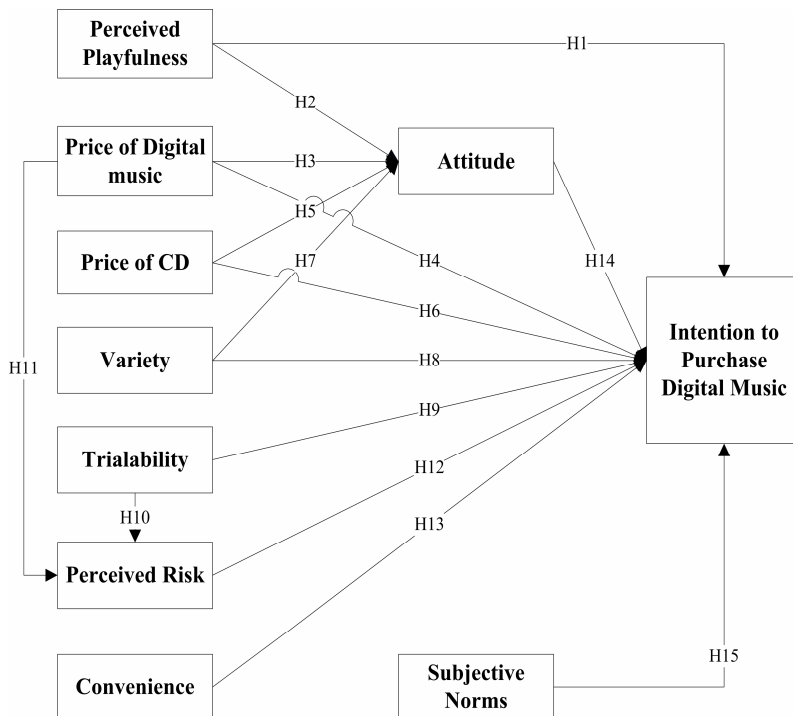 Perceived
Playfulness
H1
H2
Price of Digital
music
H3
Attitude
H5
Price of CD
H7
H4
H14
H6
Variety
H8
Intention to
Purchase
Digital Music
H11
H9
Trialability
H12
H10
H13
Perceived Risk
Convenience
Subjective
Norms
H15